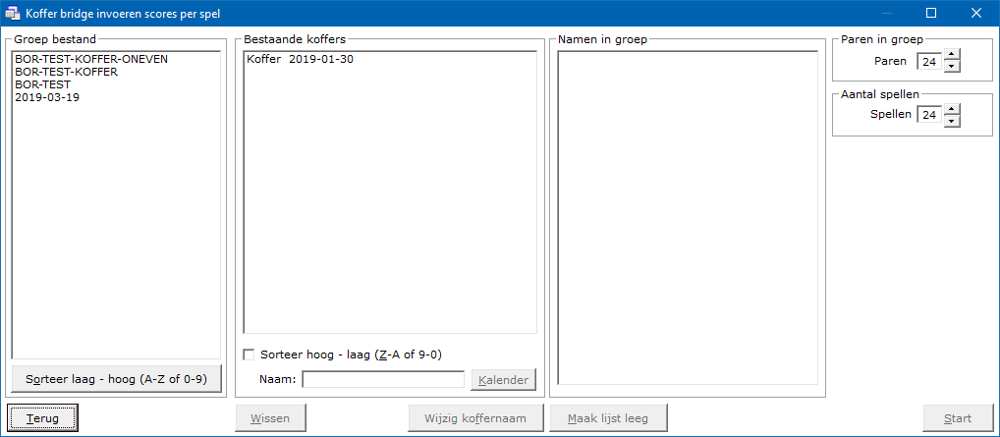 Koffer bridge invoeren scores per spel
Groep bestand
BOR-TEST-KOFFER-ONEVEN
BOR-TEST-KOFFER
BOR-TEST
2019-03-19
Sorteer laag - hoog (A-Z of 0-9)
Bestaande koffers
Koffer 2019-01-30
Sorteer hoog - laag (Z-A of 9-0)
Naam:
Kalender
Namen in groep
Paren in groep
Paren 24
Aantal spellen
Spellen 24
Terug
Wissen
Wijzig koffernaam
Maak lijst leeg
Start